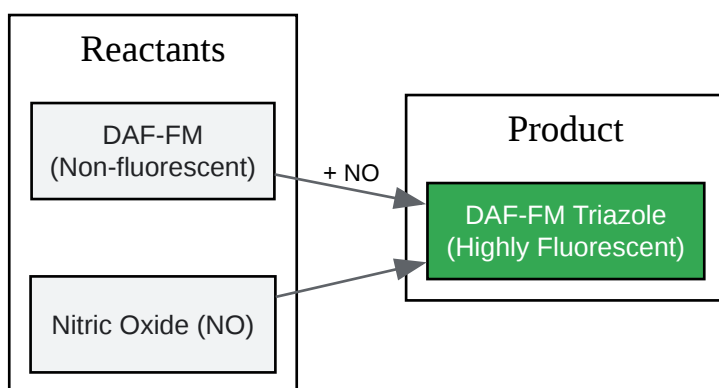 Reactants
DAF-FM
(Non-fluorescent)
+ NO
Nitric Oxide (NO)
Product
DAF-FM Triazole
(Highly Fluorescent)